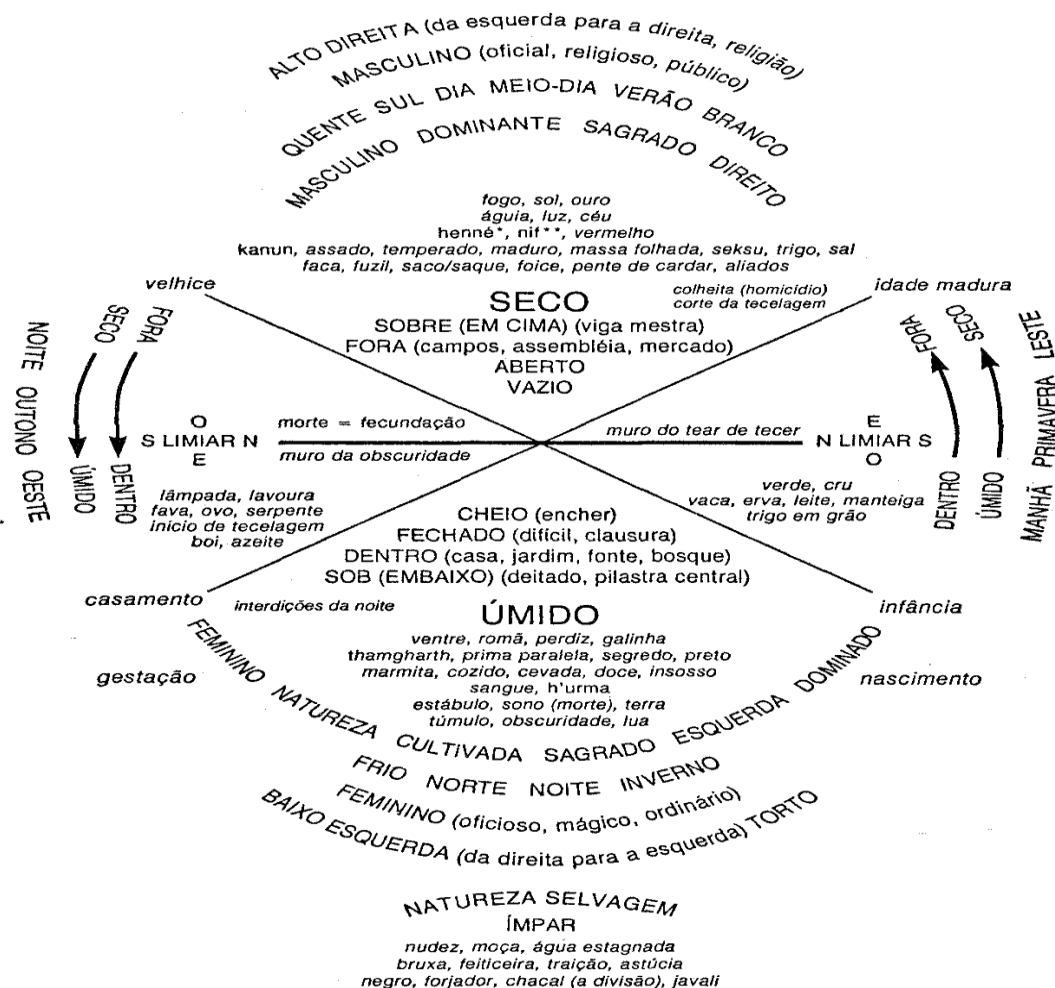 ALTO DIREITA (da esquerda para a direita, religião)
MASCULINO (oficial, religioso, público)
QUENTE SUL DIA MEIO-DIA VERÃO BRANCO
MASCULINO DOMINANTE SAGRADO DIREITO
fogo, sol, ouro
águia, luz, céu
henné*, nif**, vermelho
kanun, assado, temperado, maduro, massa folhada, seksu, trigo, sal
faca, fuzil, saco/saque, foice, pente de cardar, aliados
velhice
colheita (homicídio)
corte da tecelagem
idade madura
SECO
SOBRE (EM CIMA) (viga mestra)
FORA (campos, assembléia, mercado)
ABERTO
VAZIO
NOITE OUTONO OESTE
SECO
ÚMIDO
FORA
DENTRO
FORA
DENTRO
SECO
ÚMIDO
MANHÃ PRIMAVERA LESTE
O
S LIMIAR N
E
morte = fecundação
muro da obscuridade
muro do tear de tecer
E
N LIMIAR S
O
lâmpada, lavoura
fava, ovo, serpente
início de tecelagem
boi, azeite
verde, cru
vaca, erva, leite, manteiga
trigo em grão
CHEIO (encher)
FECHADO (difícil, clausura)
DENTRO (casa, jardim, fonte, bosque)
SOB (EMBAIXO) (deitado, pilastra central)
casamento
interdições da noite
infância
ÚMIDO
gestação
nascimento
ventre, romã, perdiz, galinha
thamgharth, prima paralela, segredo, preto
marmita, cozido, cevada, doce, insosso
sangue, h'urma
estábulo, sono (morte), terra
túmulo, obscuridade, lua
FEMININO NATUREZA CULTIVADA SAGRADO ESQUERDA DOMINADO
FRIO NORTE NOITE INVERNO
FEMININO (oficioso, mágico, ordinário)
BAIXO ESQUERDA (da direita para a esquerda) TORTO
NATUREZA SELVAGEM
ÍMPAR
nudez, moça, água estagnada
bruxa, feiticeira, traição, astúcia
negro, forjador, chacal (a divisão), javali